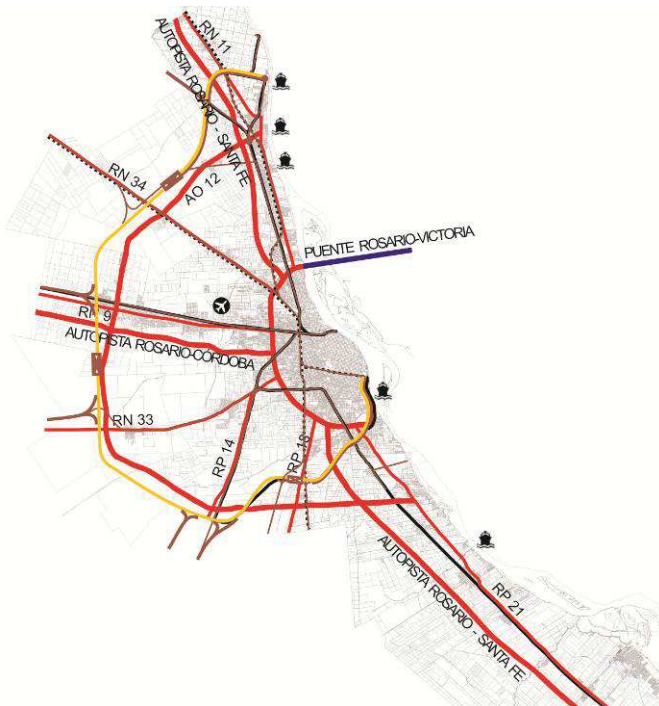 RN 11
AUTOPISTA ROSARIO - SANTA FE
RN 34
AO 12
PUENTE ROSARIO-VICTORIA
RN 9
AUTOPISTA ROSARIO-CÓRDOBA
RN 33
RP 14
RP 18
AUTOPISTA ROSARIO - SANTA FE
RP 21